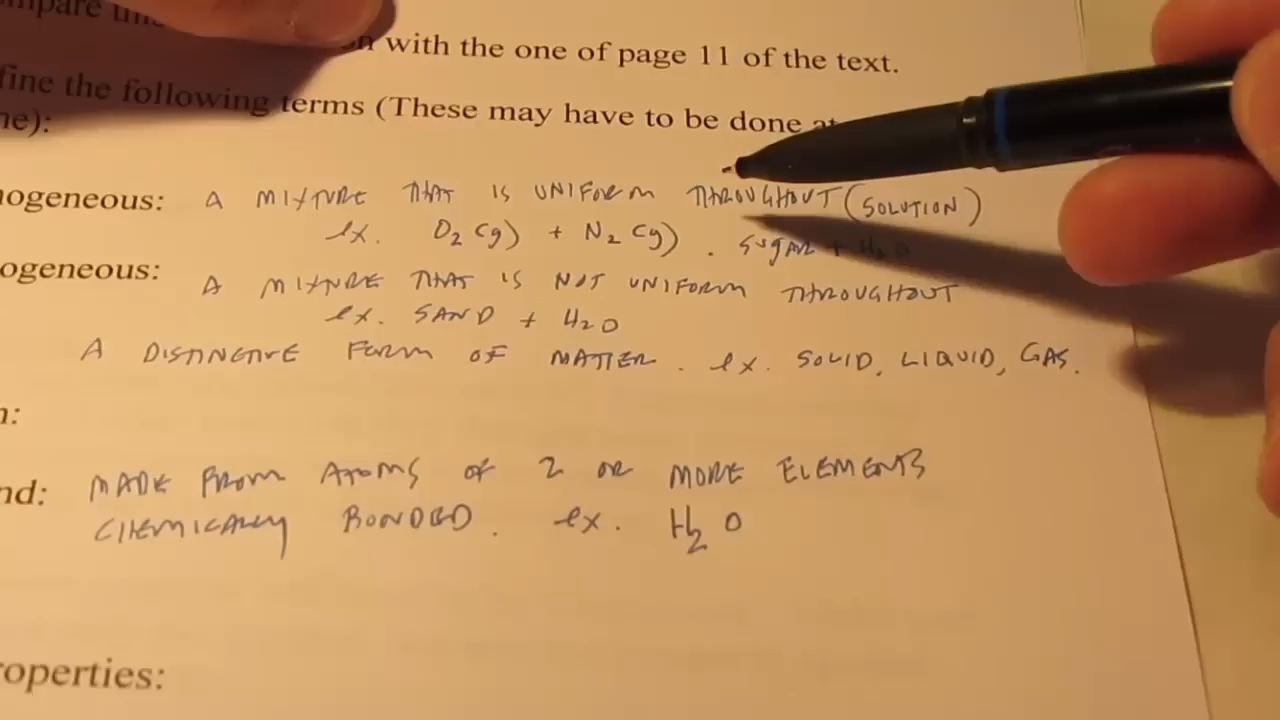 with the one of page 11 of the text.
fine the following terms (These may have to be done at
ne):
nogeneous: A MIXTURE THAT IS UNIFORM THROUGHOUT (SOLUTION)
ex. O2 (g) + N2 (g) . SUGAR + H2O
ogeneous: A MIXTURE THAT IS NOT UNIFORM THROUGHOUT
ex. SAND + H2O
A DISTINCTIVE FORM OF MATTER. ex. SOLID, LIQUID, GAS.
n:
nd: MADE FROM ATOMS OF 2 OR MORE ELEMENTS
CHEMICALLY BONDED. ex. H2O
roperties: